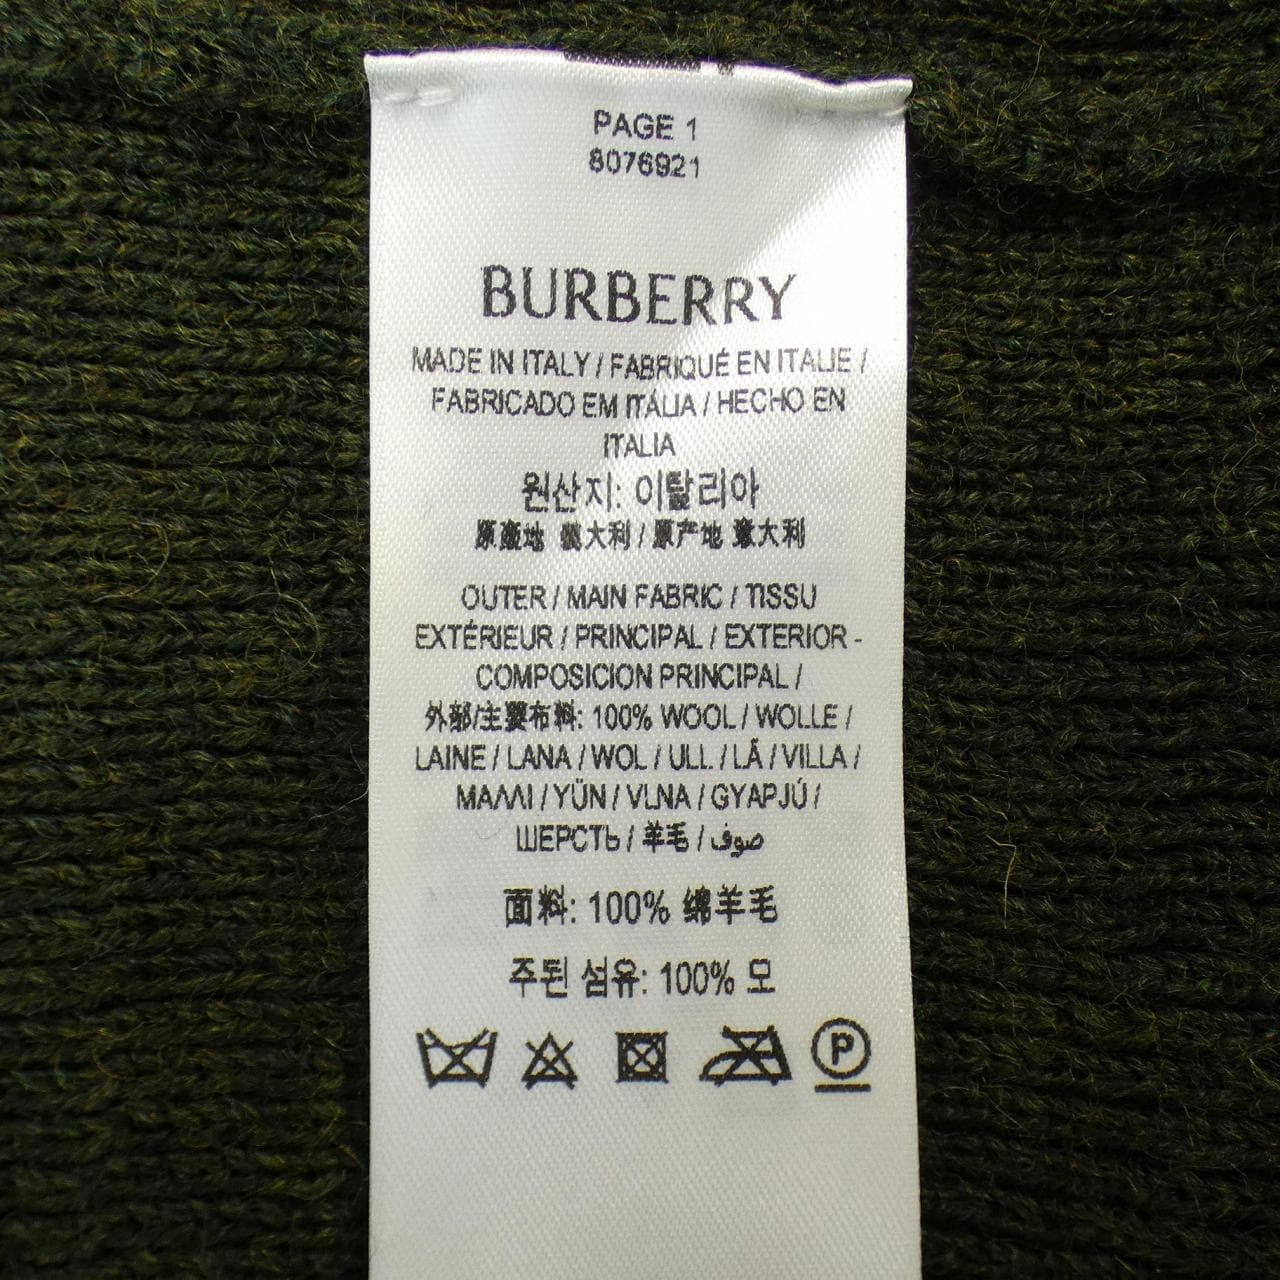 PAGE 1
8076921
BURBERRY
MADE IN ITALY / FABRIQUÉ EN ITALIE /
FABRICADO EM ITÁLIA / HECHO EN
ITALIA
원산지: 이탈리아
原產地 義大利 / 原产地 意大利
OUTER / MAIN FABRIC / TISSU
EXTÉRIEUR / PRINCIPAL / EXTERIOR -
COMPOSICION PRINCIPAL /
外部/主要布料: 100% WOOL / WOLLE /
LAINE / LANA / WOL / ULL / LÃ / VILLA /
ΜΑΛΛΙ / YÜN / VLNA / GYAPJÚ /
ШЕРСТЬ / 羊毛 / صوف
面料: 100% 绵羊毛
주된 섬유: 100% 모
P